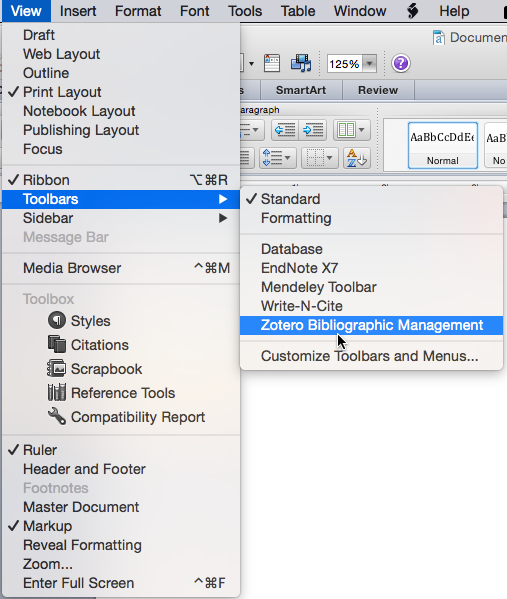 View Insert Format Font Tools Table Window Help
Documen
125%
s SmartArt Review
aragraph
AaBbCcDdEe AaBb
Normal No
Draft
Web Layout
Outline
✓ Print Layout
Notebook Layout
Publishing Layout
Focus
✓ Ribbon ⌥⌘R
Toolbars ▶
Sidebar ▶
Message Bar
Media Browser ^⌘M
Toolbox
Styles
Citations
Scrapbook
Reference Tools
Compatibility Report
✓ Ruler
Header and Footer
Footnotes
Master Document
✓ Markup
Reveal Formatting
Zoom...
Enter Full Screen ^⌘F
✓ Standard
Formatting
Database
EndNote X7
Mendeley Toolbar
Write-N-Cite
Zotero Bibliographic Management
Customize Toolbars and Menus...